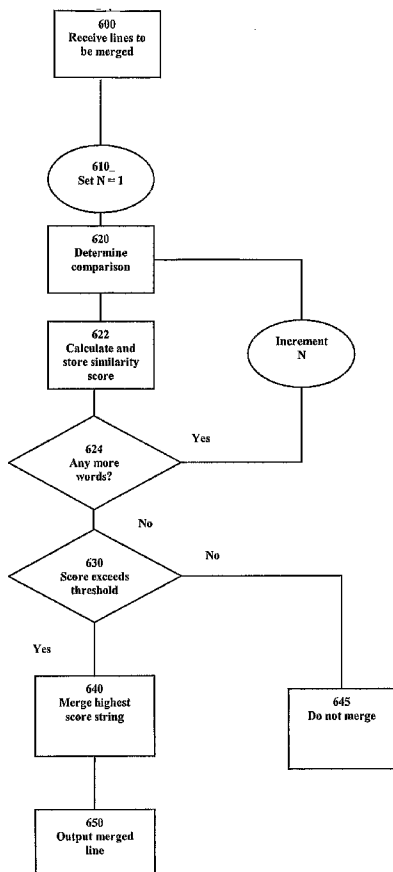 600
Receive lines to
be merged
610_
Set N = 1
620
Determine
comparison
622
Calculate and
store similarity
score
Increment
N
624
Any more
words?
Yes
No
630
Score exceeds
threshold
No
Yes
640
Merge highest
score string
645
Do not merge
650
Output merged
line